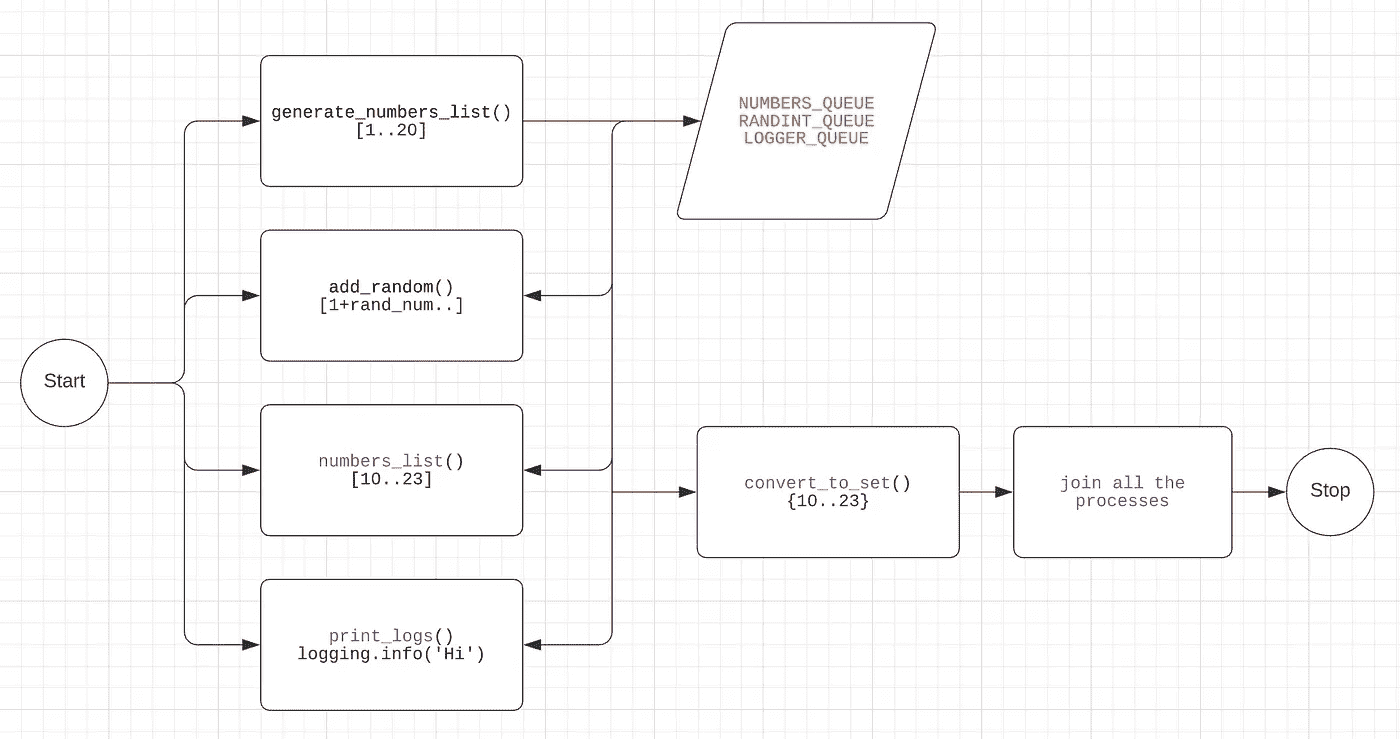 generate_numbers_list()
[1..20]
NUMBERS_QUEUE
RANDINT_QUEUE
LOGGER_QUEUE
add_random()
[1+rand_num..]
Start
numbers_list()
[10..23]
convert_to_set()
{10..23}
join all the
processes
Stop
print_logs()
logging.info('Hi')